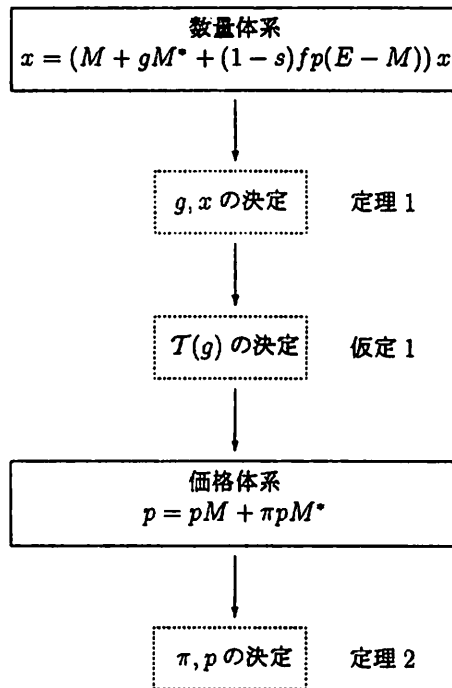 数量体系
x = (M + gM* + (1 − s)fp(E − M)) x
g, x の決定 定理 1
𝒯(g) の決定 仮定 1
価格体系
p = pM + πpM*
π, p の決定 定理 2